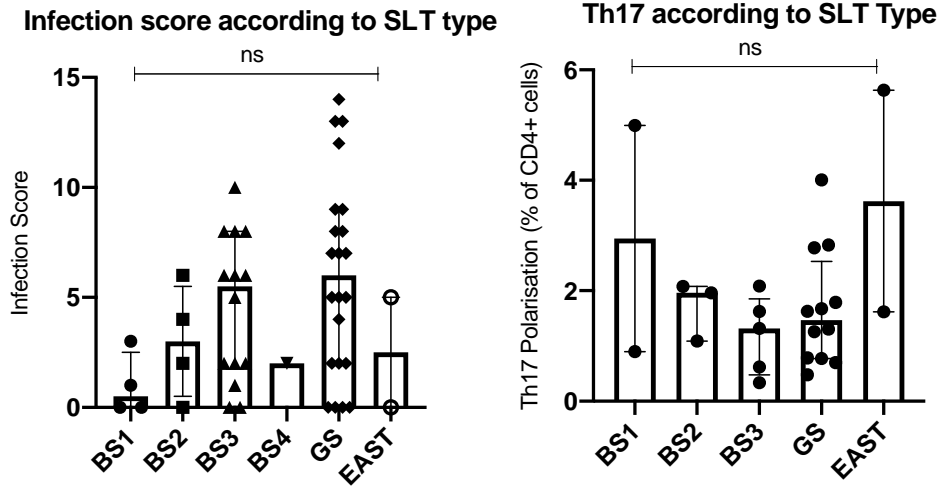 Infection score according to SLT type
ns
15
10
5
0
Infection Score
BS1
BS2
BS3
BS4
GS
EAST
Th17 according to SLT Type
ns
6
4
2
0
Th17 Polarisation (% of CD4+ cells)
BS1
BS2
BS3
GS
EAST